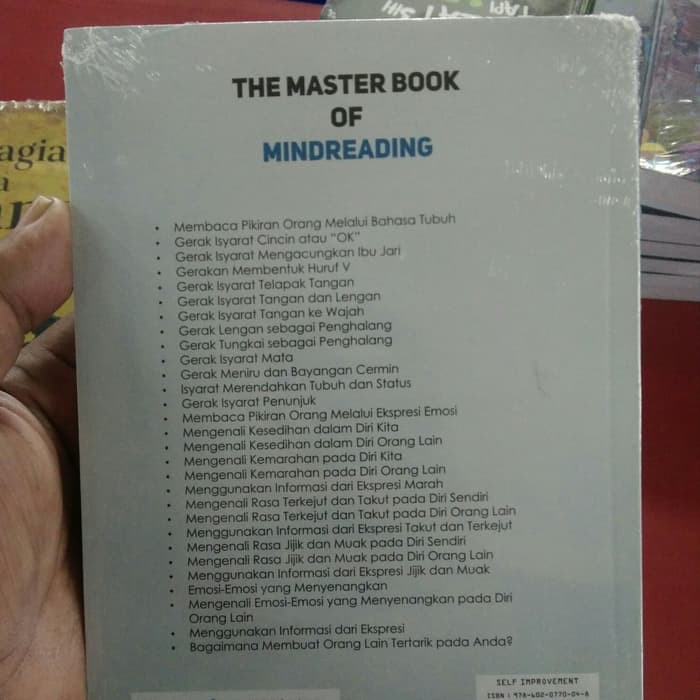 THE MASTER BOOK
OF
MINDREADING
• Membaca Pikiran Orang Melalui Bahasa Tubuh
• Gerak Isyarat Cincin atau "OK"
• Gerak Isyarat Mengacungkan Ibu Jari
• Gerakan Membentuk Huruf V
• Gerak Isyarat Telapak Tangan
• Gerak Isyarat Tangan dan Lengan
• Gerak Isyarat Tangan ke Wajah
• Gerak Lengan sebagai Penghalang
• Gerak Tungkai sebagai Penghalang
• Gerak Isyarat Mata
• Gerak Meniru dan Bayangan Cermin
• Isyarat Merendahkan Tubuh dan Status
• Gerak Isyarat Penunjuk
• Membaca Pikiran Orang Melalui Ekspresi Emosi
• Mengenali Kesedihan dalam Diri Kita
• Mengenali Kesedihan dalam Diri Orang Lain
• Mengenali Kemarahan pada Diri Kita
• Mengenali Kemarahan pada Diri Orang Lain
• Menggunakan Informasi dari Ekspresi Marah
• Mengenali Rasa Terkejut dan Takut pada Diri Sendiri
• Mengenali Rasa Terkejut dan Takut pada Diri Orang Lain
• Menggunakan Informasi dari Ekspresi Takut dan Terkejut
• Mengenali Rasa Jijik dan Muak pada Diri Sendiri
• Mengenali Rasa Jijik dan Muak pada Diri Orang Lain
• Menggunakan Informasi dari Ekspresi Jijik dan Muak
• Emosi-Emosi yang Menyenangkan
• Mengenali Emosi-Emosi yang Menyenangkan pada Diri
Orang Lain
• Menggunakan Informasi dari Ekspresi
• Bagaimana Membuat Orang Lain Tertarik pada Anda?
SELF IMPROVEMENT
ISBN : 978-602-0770-04-8
agia
a